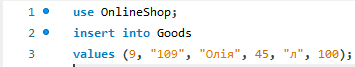 1 use OnlineShop;
2 insert into Goods
3 values (9, "109", "Олія", 45, "л", 100);